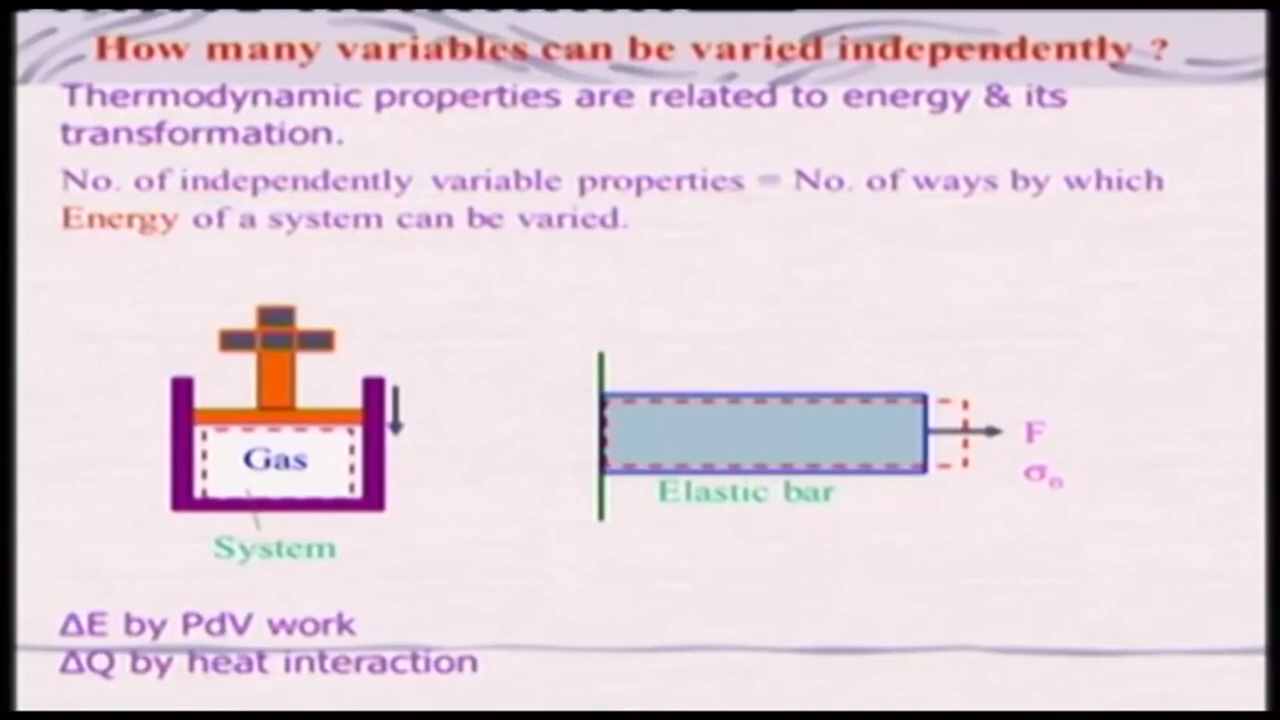 How many variables can be varied independently ?
Thermodynamic properties are related to energy & its
transformation.
No. of independently variable properties = No. of ways by which
Energy of a system can be varied.
Gas
System
F
σn
Elastic bar
ΔE by PdV work
ΔQ by heat interaction